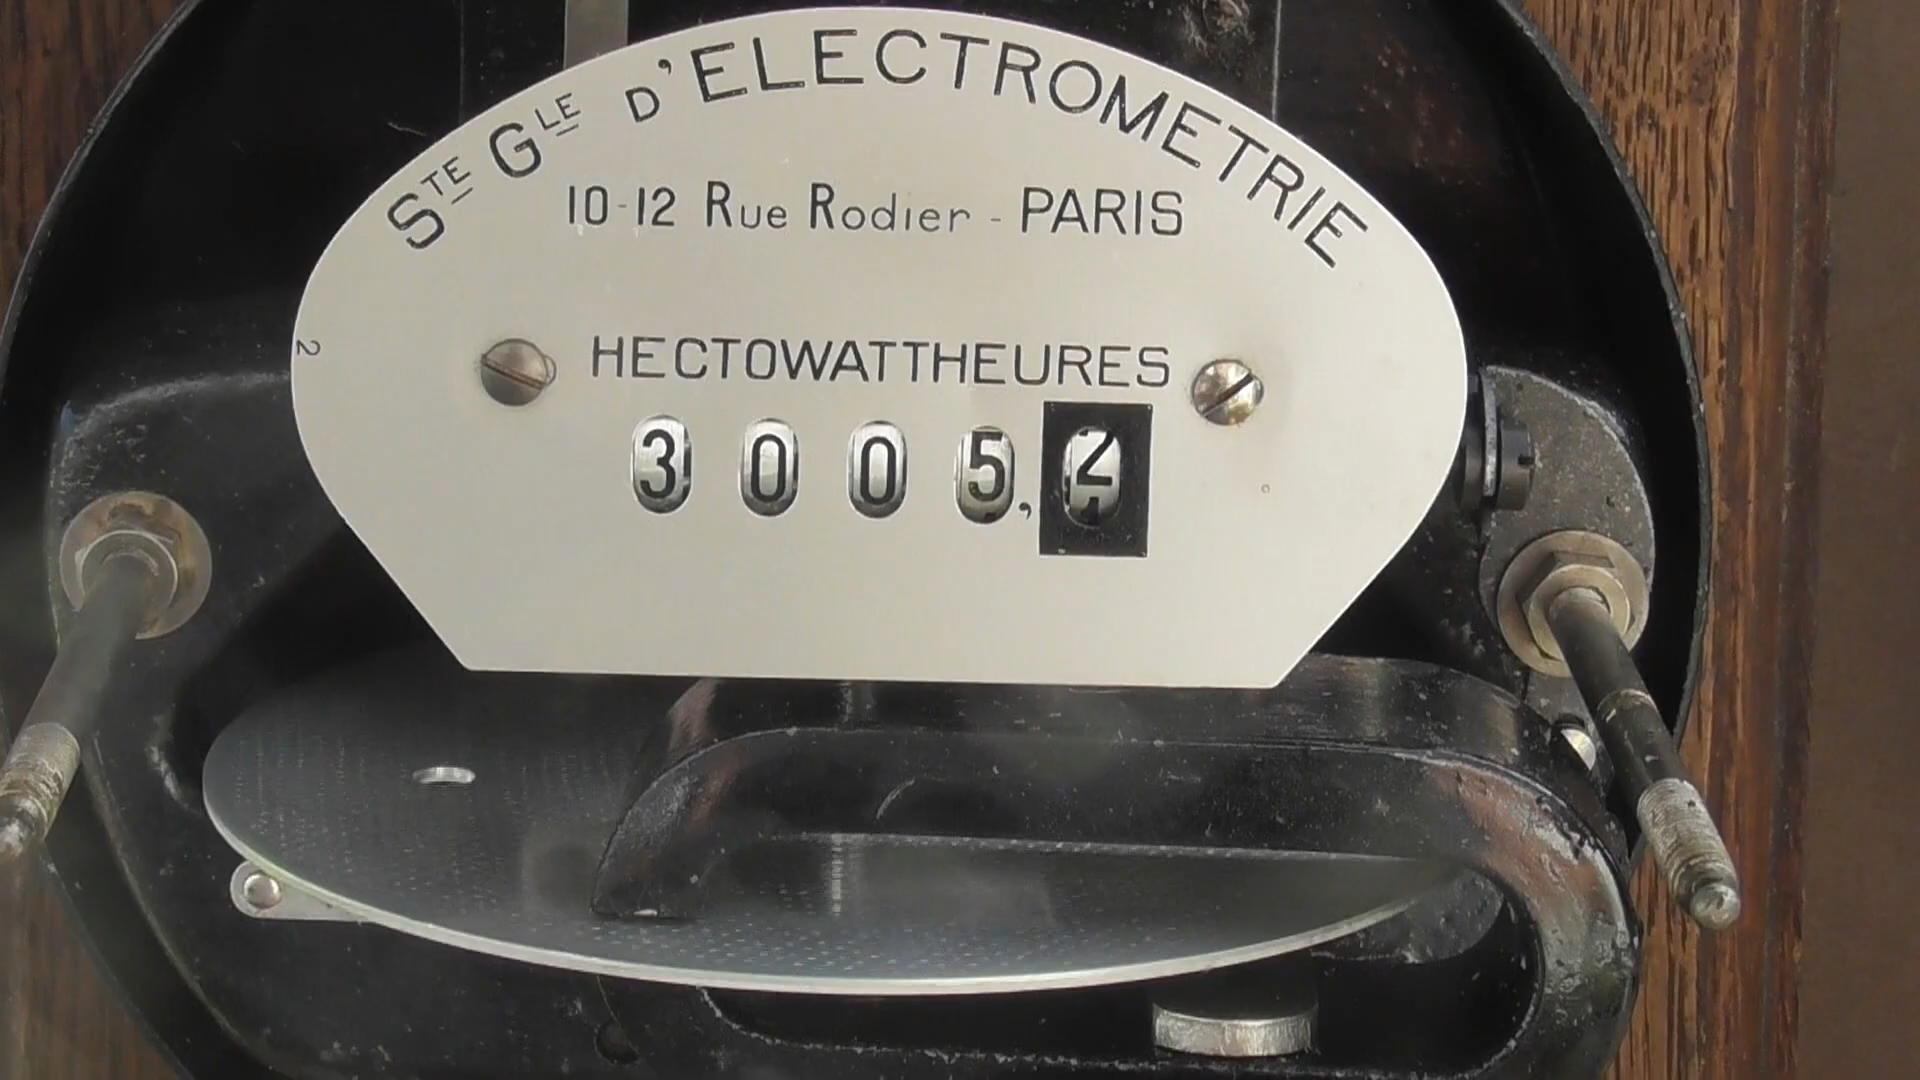 STE GLE D'ELECTROMETRIE
10-12 Rue Rodier - PARIS
2
HECTOWATTHEURES
3005,2